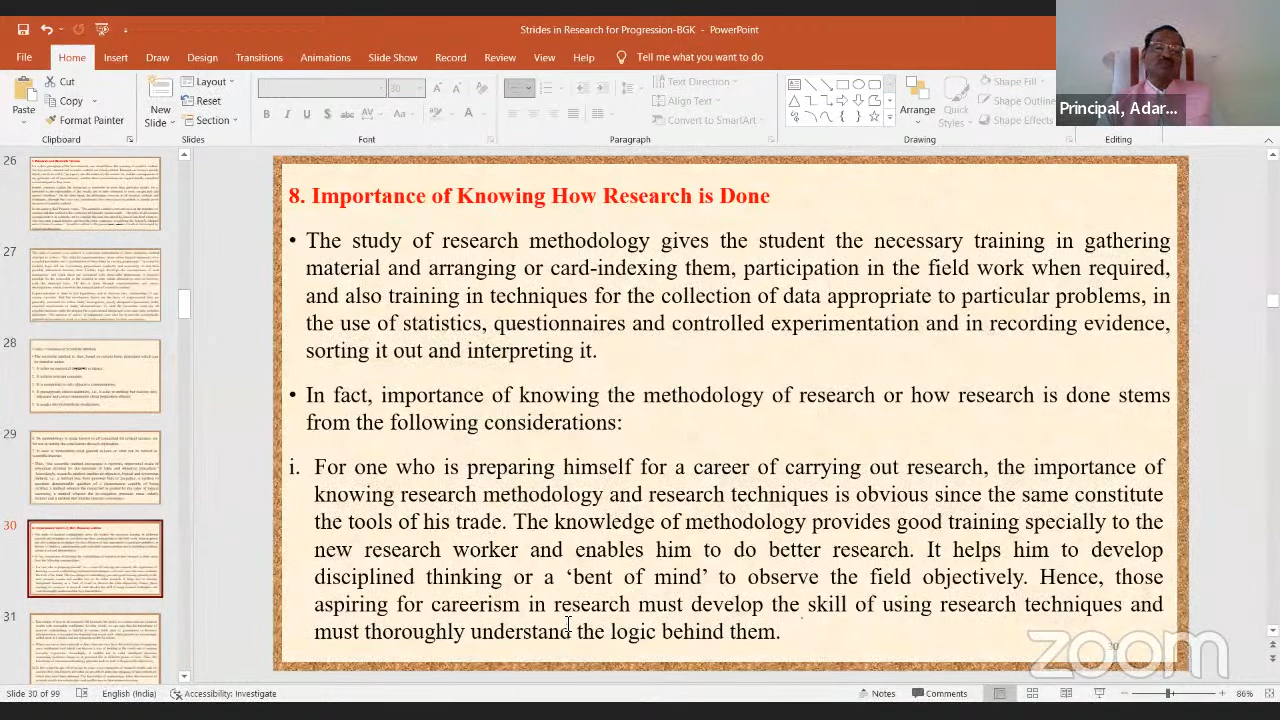 Strides in Research for Progression-BGK - PowerPoint
File Home Insert Draw Design Transitions Animations Slide Show Record Review View Help Tell me what you want to do
Cut
Copy
Format Painter
Paste
Clipboard
New
Slide
Layout
Reset
Section
Slides
30
Font
Text Direction
Align Text
Convert to SmartArt
Paragraph
Arrange
Quick
Styles
Shape Fill
Shape Outline
Shape Effects
Drawing
Editing
Principal, Adar...
26
27
28
29
30
31
8. Importance of Knowing How Research is Done
• The study of research methodology gives the student the necessary training in gathering
material and arranging or card-indexing them, participation in the field work when required,
and also training in techniques for the collection of data appropriate to particular problems, in
the use of statistics, questionnaires and controlled experimentation and in recording evidence,
sorting it out and interpreting it.
• In fact, importance of knowing the methodology of research or how research is done stems
from the following considerations:
i. For one who is preparing himself for a career of carrying out research, the importance of
knowing research methodology and research techniques is obvious since the same constitute
the tools of his trade. The knowledge of methodology provides good training specially to the
new research worker and enables him to do better research. It helps him to develop
disciplined thinking or a ‘bent of mind’ to observe the field objectively. Hence, those
aspiring for careerism in research must develop the skill of using research techniques and
must thoroughly understand the logic behind them.
30
zoom
Slide 30 of 99 English (India) Accessibility: Investigate
Notes Comments 86%